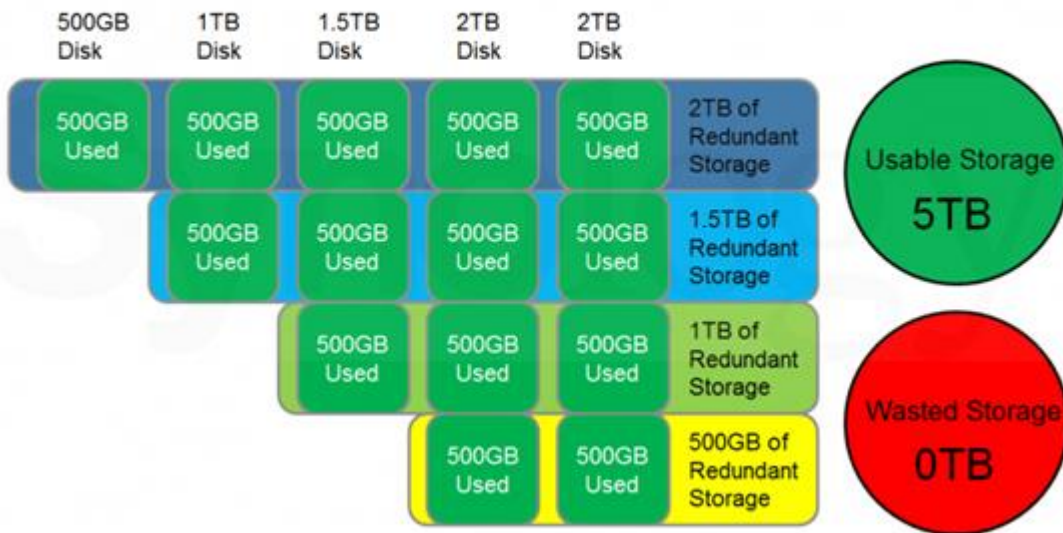 500GB
Disk
1TB
Disk
1.5TB
Disk
2TB
Disk
2TB
Disk
500GB
Used
500GB
Used
500GB
Used
500GB
Used
500GB
Used
2TB of
Redundant
Storage
500GB
Used
500GB
Used
500GB
Used
500GB
Used
1.5TB of
Redundant
Storage
500GB
Used
500GB
Used
500GB
Used
1TB of
Redundant
Storage
500GB
Used
500GB
Used
500GB of
Redundant
Storage
Usable Storage
5TB
Wasted Storage
0TB